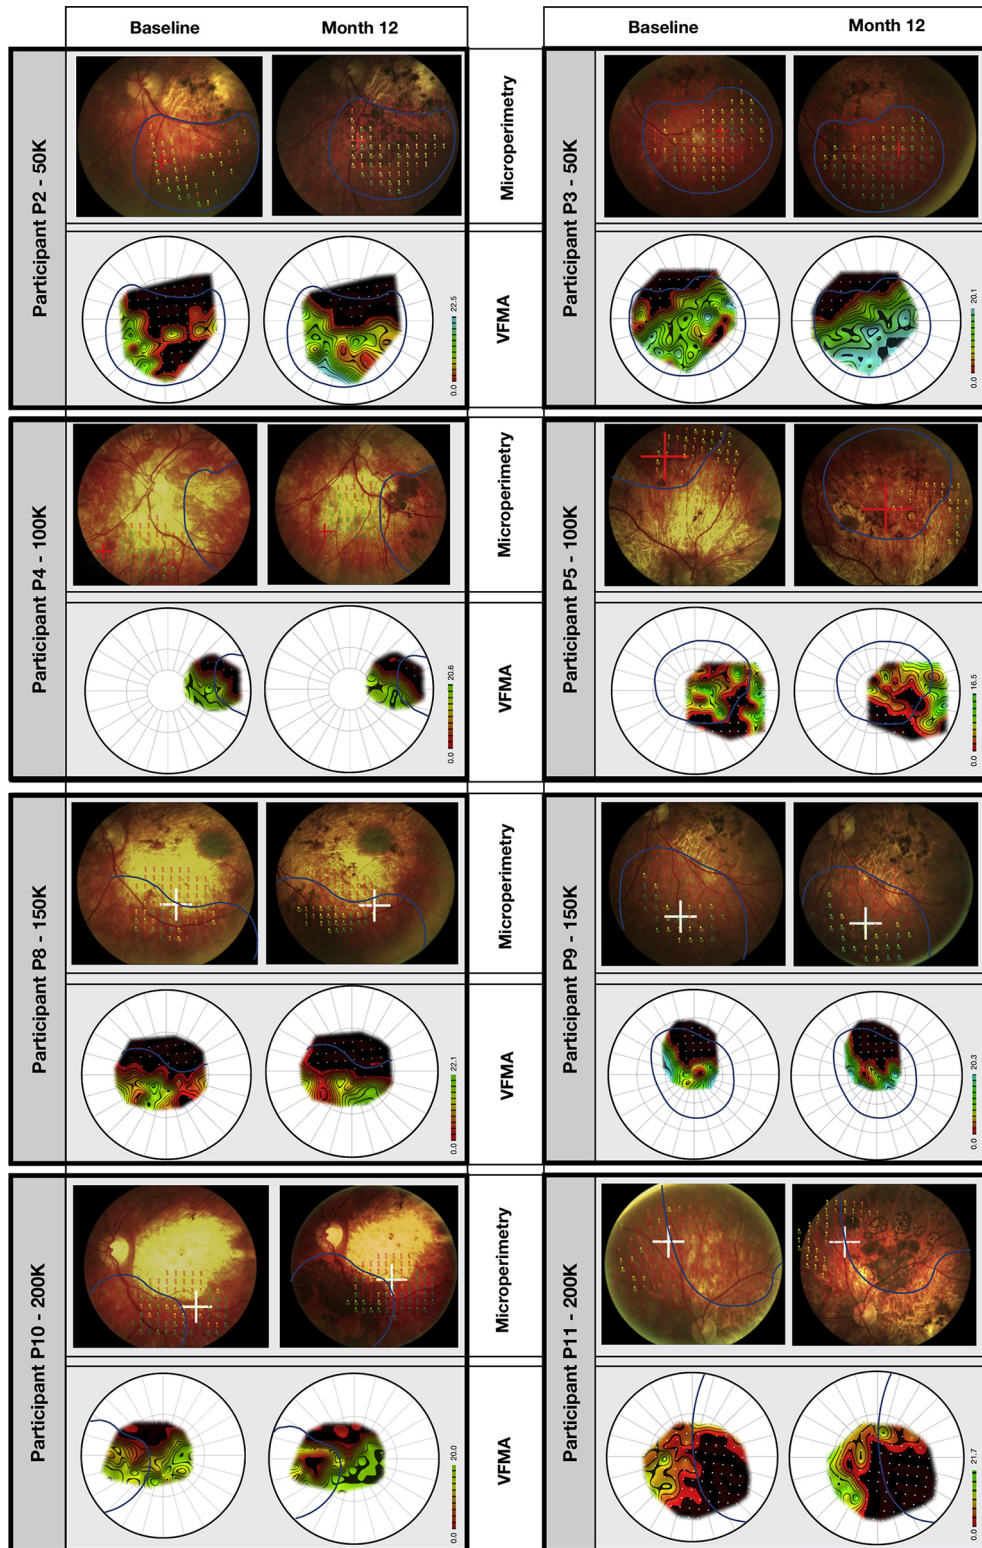 Baseline
Month 12
Baseline
Month 12
Participant P2 - 50K
Microperimetry
VFMA
0.0
22.5
Participant P3 - 50K
0.0
20.1
Participant P4 - 100K
Microperimetry
VFMA
0.0
20.6
Participant P5 - 100K
0.0
16.5
Participant P8 - 150K
Microperimetry
VFMA
0.0
22.1
Participant P9 - 150K
0.0
20.3
Participant P10 - 200K
Microperimetry
VFMA
0.0
20.0
Participant P11 - 200K
0.0
21.7